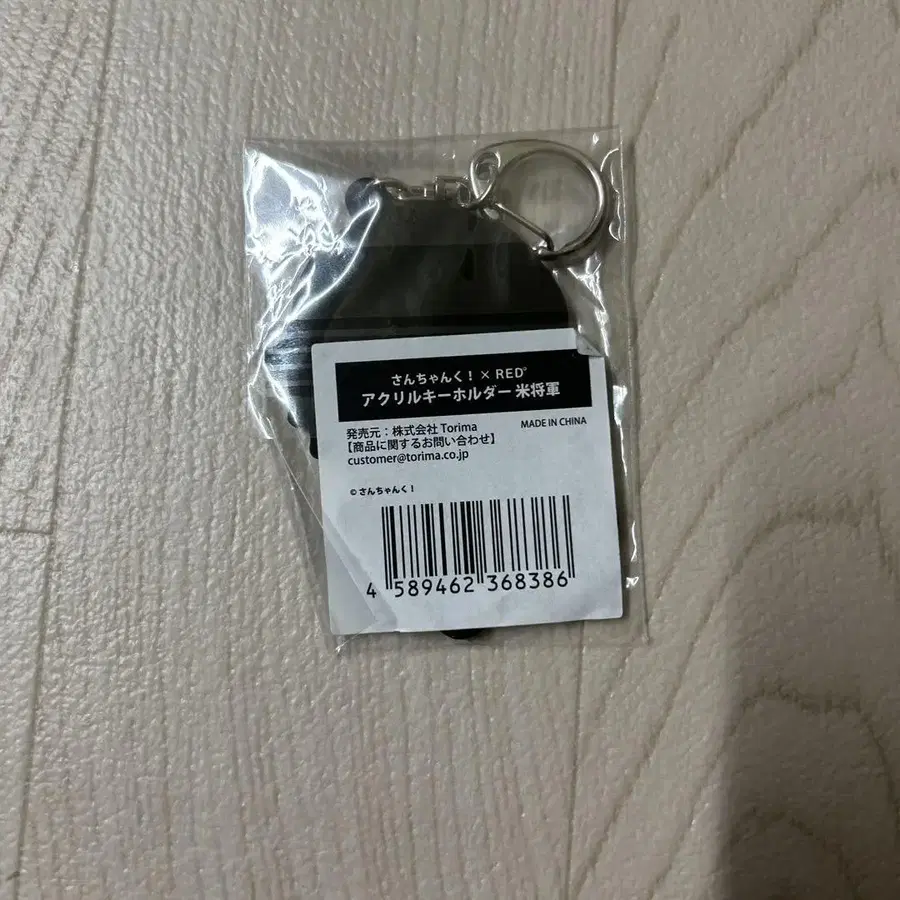 さんちゃんく！ × RED°
アクリルキーホルダー 米将軍
発売元：株式会社 Torima
MADE IN CHINA
【商品に関するお問い合わせ】
customer@torima.co.jp
© さんちゃんく！
4 589462 368386